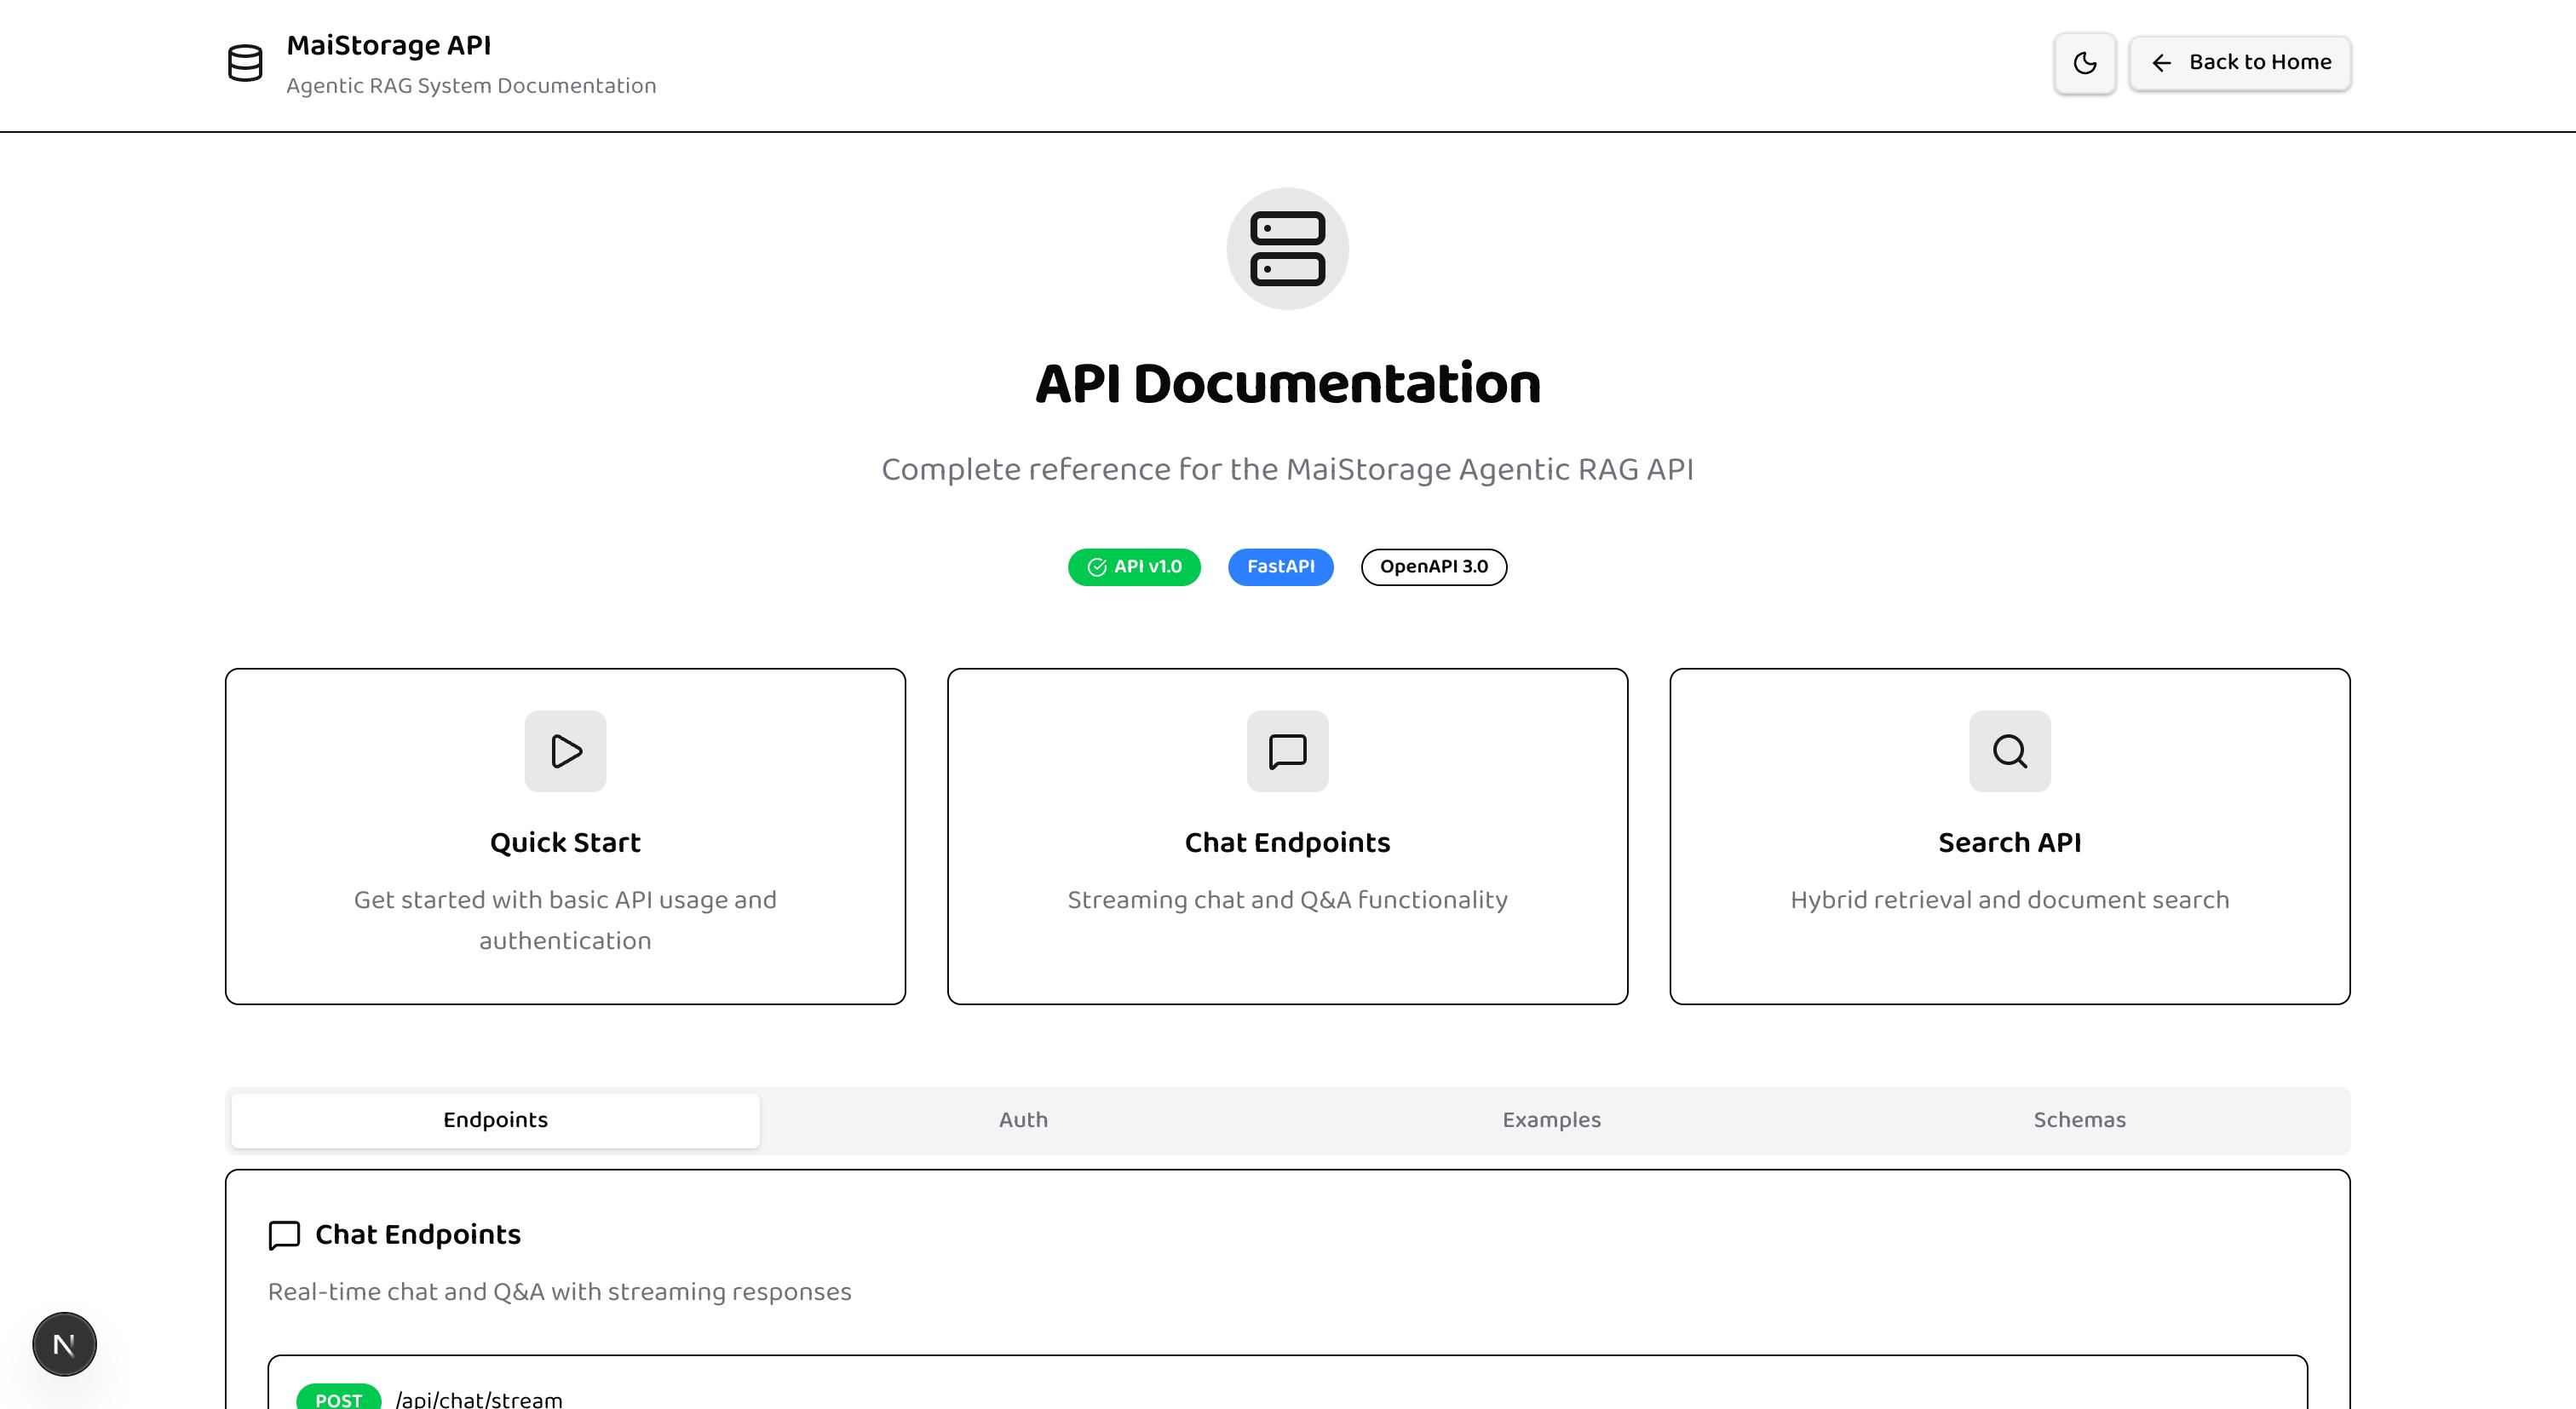 MaiStorage API
Agentic RAG System Documentation
Back to Home
API Documentation
Complete reference for the MaiStorage Agentic RAG API
API v1.0
FastAPI
OpenAPI 3.0
Quick Start
Get started with basic API usage and
authentication
Chat Endpoints
Streaming chat and Q&A functionality
Search API
Hybrid retrieval and document search
Endpoints
Auth
Examples
Schemas
Chat Endpoints
Real-time chat and Q&A with streaming responses
POST
/api/chat/stream
N